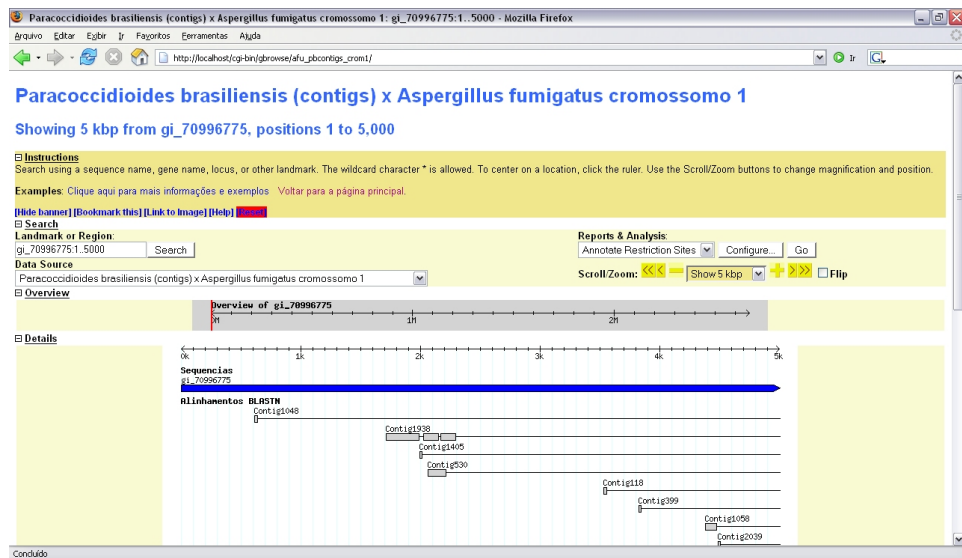 Paracoccidioides brasiliensis (contigs) x Aspergillus fumigatus cromossomo 1: gi_70996775:1..5000 - Mozilla Firefox
Arquivo Editar Exibir Ir Favoritos Ferramentas Ajuda
http://localhost/cgi-bin/gbrowse/afu_pbcontigs_crom1/
Ir
Paracoccidioides brasiliensis (contigs) x Aspergillus fumigatus cromossomo 1
Showing 5 kbp from gi_70996775, positions 1 to 5,000
Instructions
Search using a sequence name, gene name, locus, or other landmark. The wildcard character * is allowed. To center on a location, click the ruler. Use the Scroll/Zoom buttons to change magnification and position.
Examples: Clique aqui para mais informações e exemplos Voltar para a página principal.
[Hide banner] [Bookmark this] [Link to Image] [Help] [Reset]
Search
Landmark or Region: Reports & Analysis:
gi_70996775:1..5000 Search Annotate Restriction Sites Configure... Go
Data Source
Paracoccidioides brasiliensis (contigs) x Aspergillus fumigatus cromossomo 1 Scroll/Zoom: Show 5 kbp Flip
Overview
Overview of gi_70996775
0M 1M 2M
Details
0k 1k 2k 3k 4k 5k
Sequencias
gi_70996775
Alinhamentos BLASTN
Contig1048
Contig1938
Contig1405
Contig530
Contig118
Contig399
Contig1058
Contig2039
Concluído